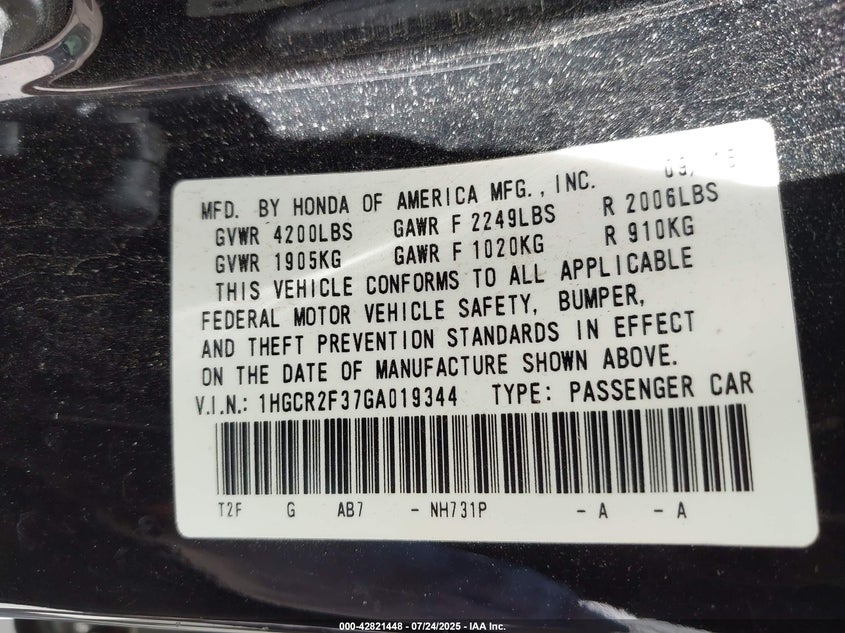 MFD. BY HONDA OF AMERICA MFG., INC.
GVWR 4200LBS GAWR F 2249LBS R 2006LBS
GVWR 1905KG GAWR F 1020KG R 910KG
THIS VEHICLE CONFORMS TO ALL APPLICABLE
FEDERAL MOTOR VEHICLE SAFETY, BUMPER,
AND THEFT PREVENTION STANDARDS IN EFFECT
ON THE DATE OF MANUFACTURE SHOWN ABOVE.
V.I.N.: 1HGCR2F37GA019344 TYPE: PASSENGER CAR
T2F G AB7 - NH731P - A - A
000-42821448 - 07/24/2025 - IAA Inc.